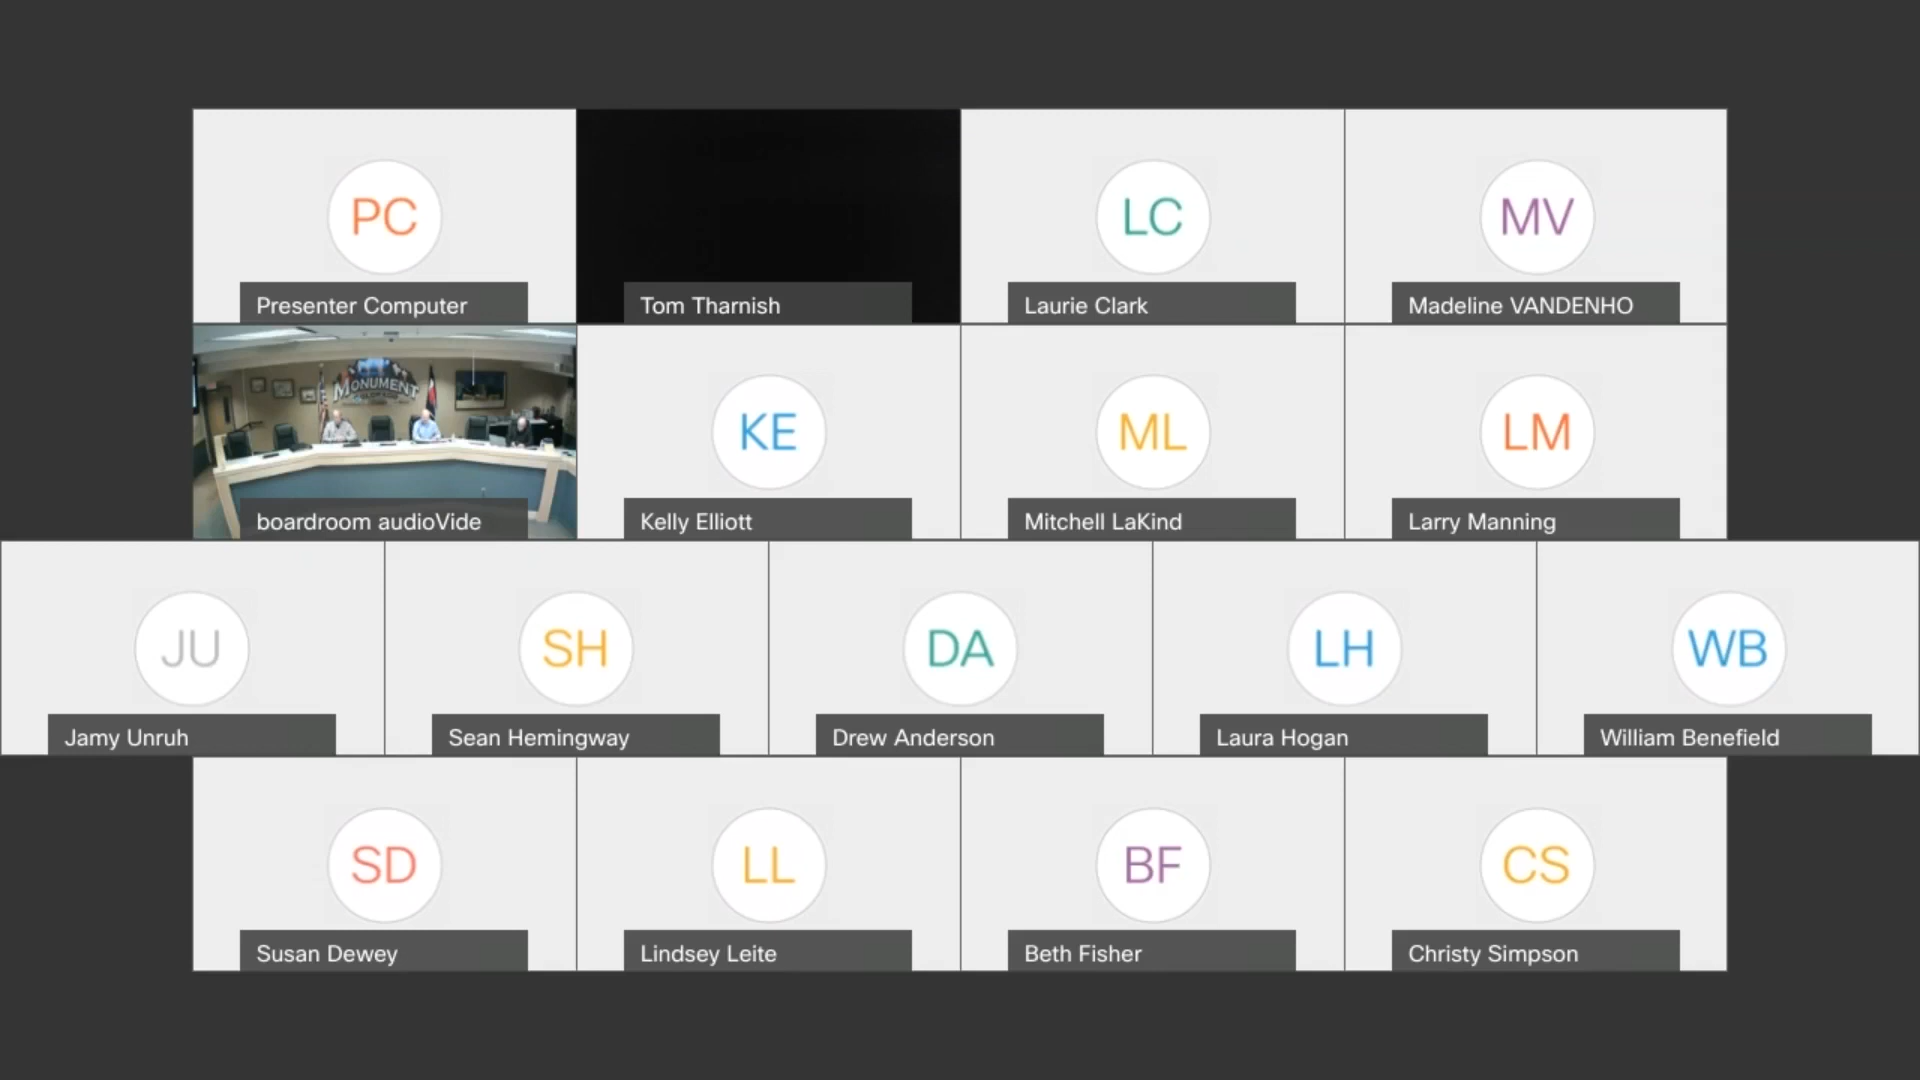 PC
Presenter Computer
Tom Tharnish
LC
Laurie Clark
MV
Madeline VANDENHO
MONUMENT
boardroom audioVide
KE
Kelly Elliott
ML
Mitchell LaKind
LM
Larry Manning
JU
Jamy Unruh
SH
Sean Hemingway
DA
Drew Anderson
LH
Laura Hogan
WB
William Benefield
SD
Susan Dewey
LL
Lindsey Leite
BF
Beth Fisher
CS
Christy Simpson